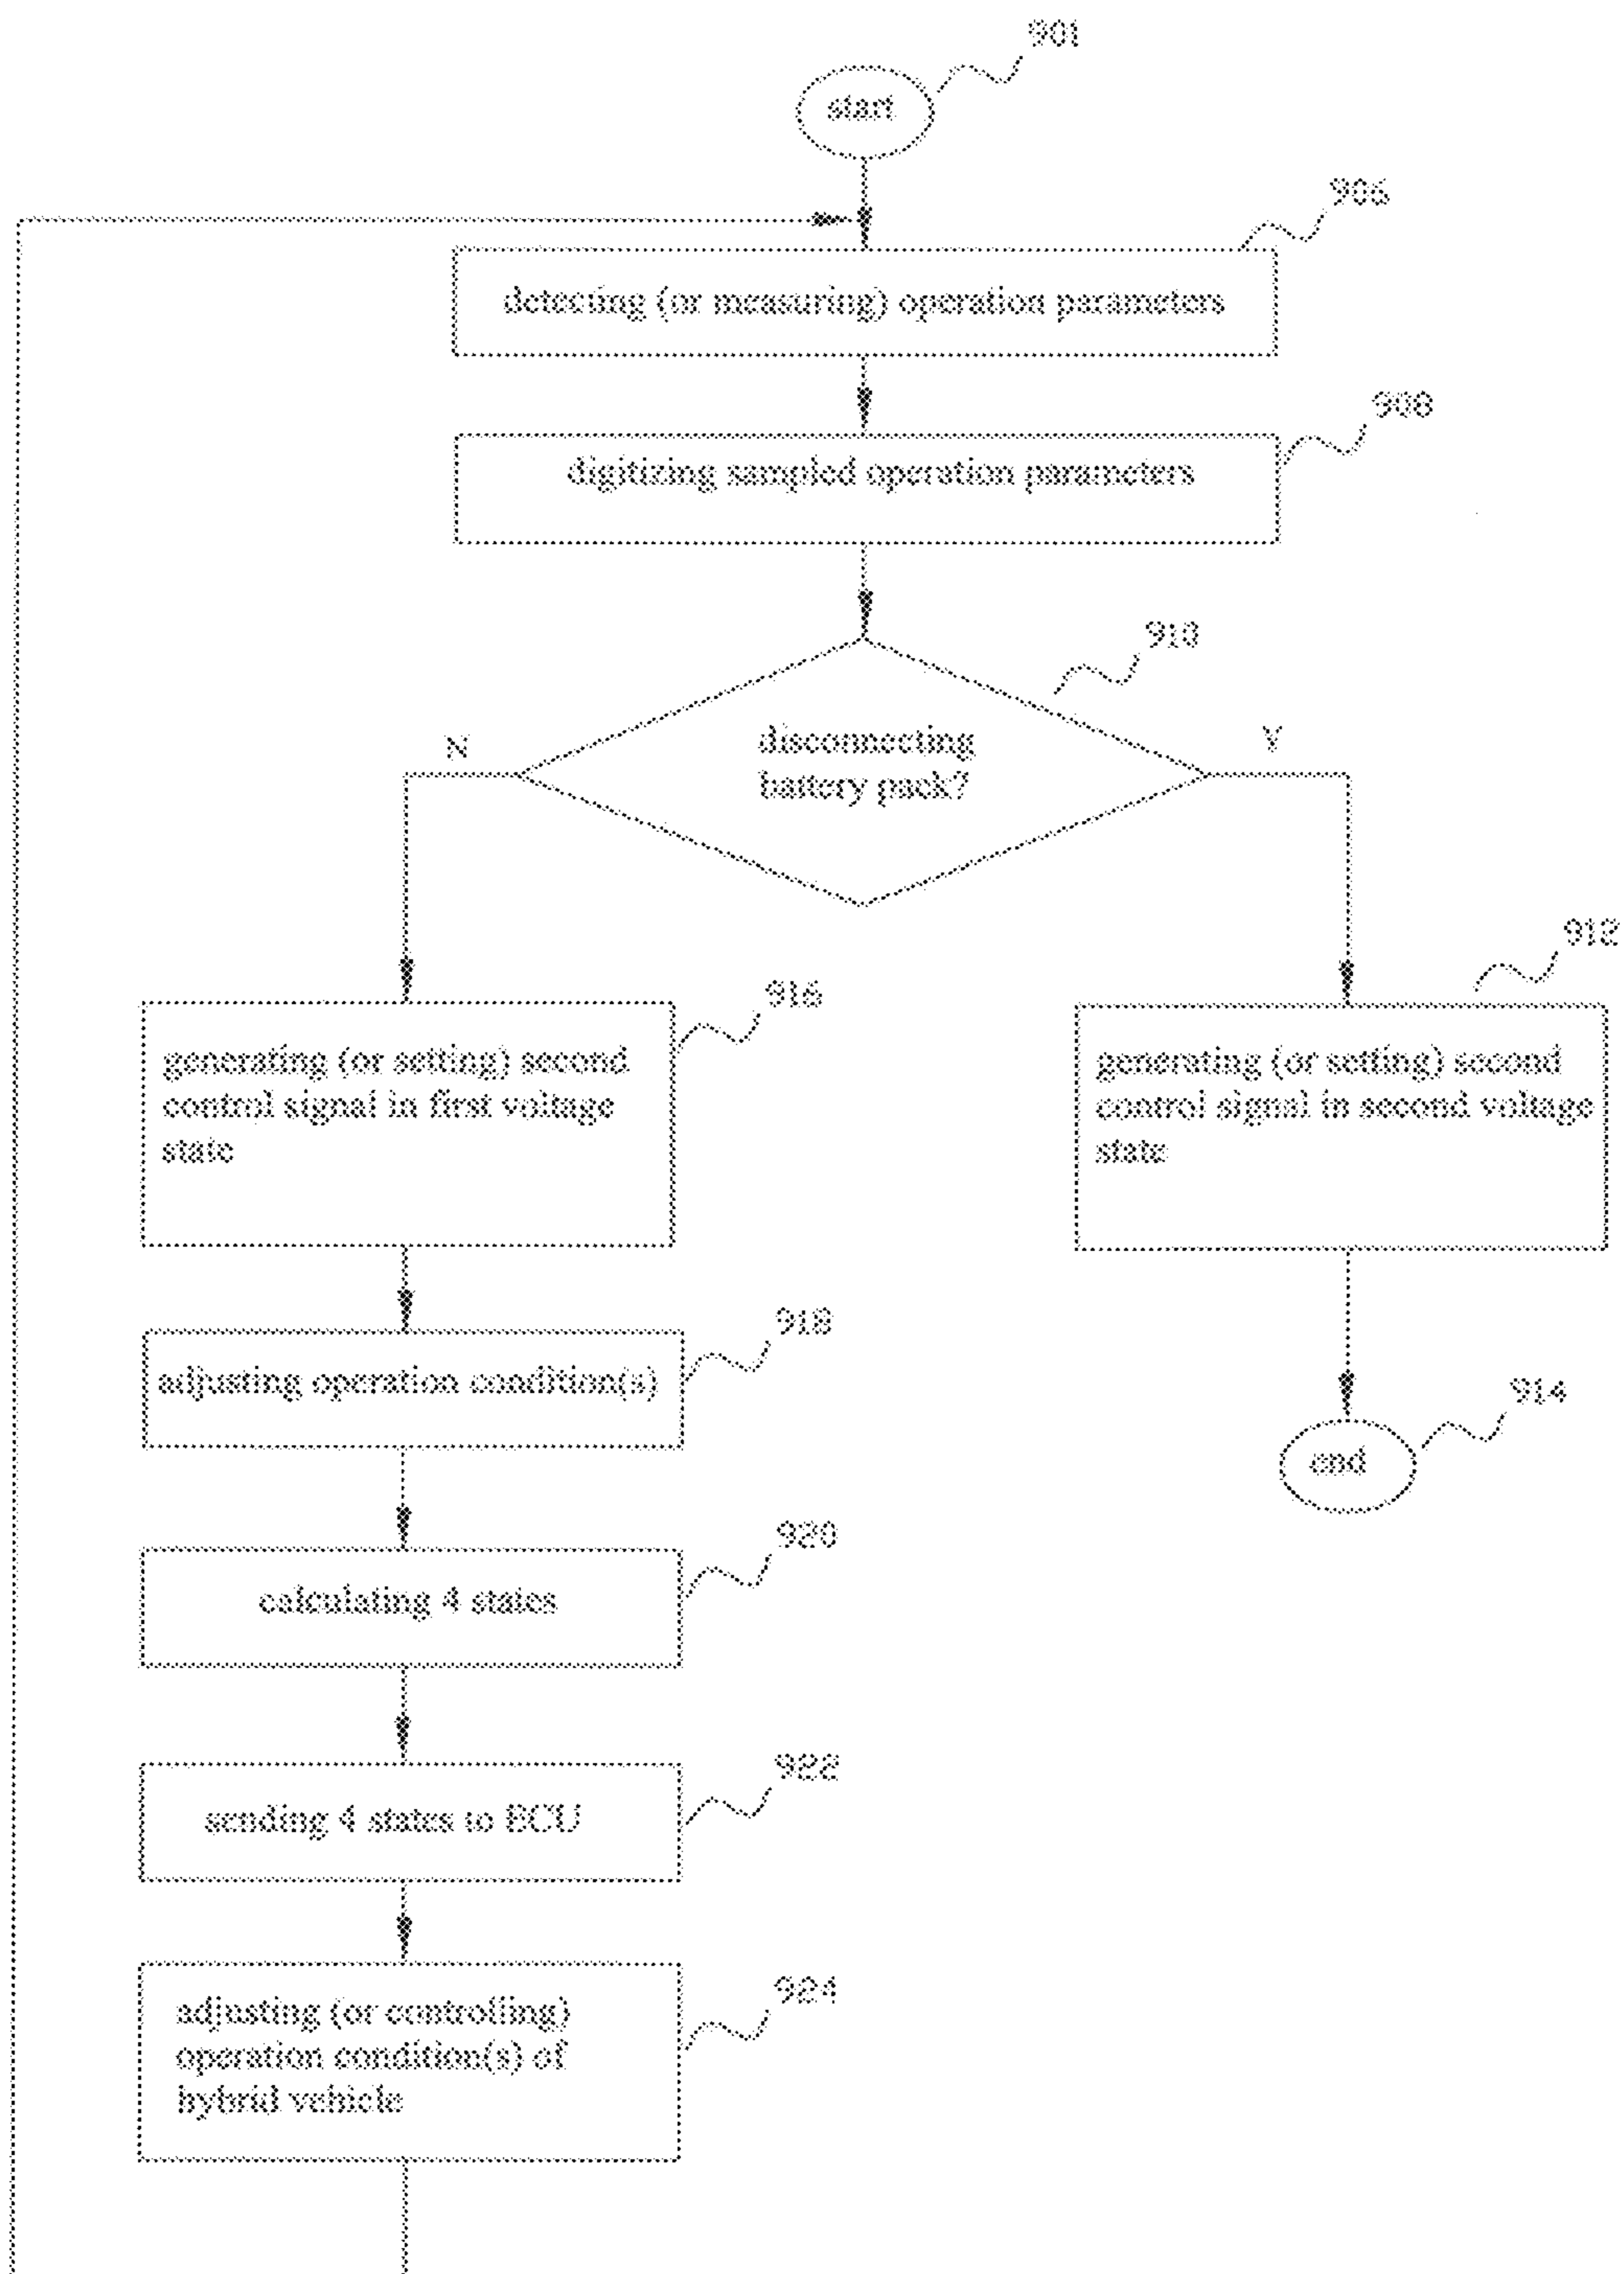 901
start
906
detecting (or measuring) operation parameters
908
digitizing sampled operation parameters
910
disconnecting
battery pack?
N
Y
912
916
generating (or setting) second
control signal in first voltage
state
generating (or setting) second
control signal in second voltage
state
918
adjusting operation condition(s)
914
end
920
calculating 4 states
922
sending 4 states to ECU
924
adjusting (or controlling)
operation condition(s) of
hybrid vehicle